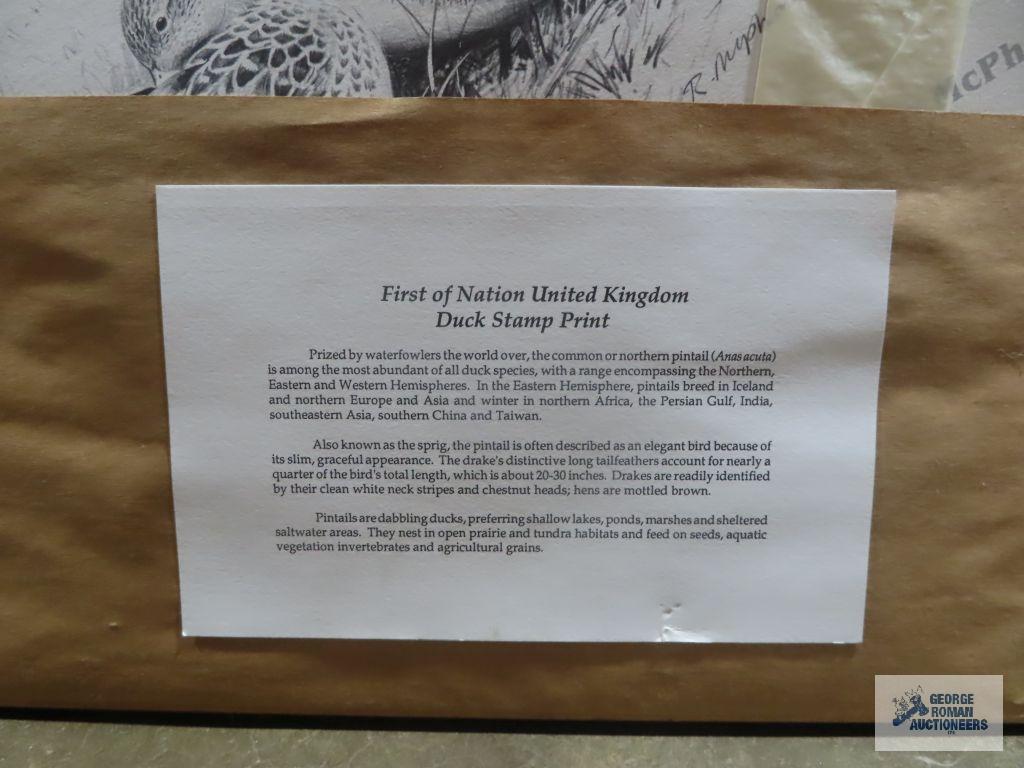 R. McPh
cPh
First of Nation United Kingdom
Duck Stamp Print
Prized by waterfowlers the world over, the common or northern pintail (Anas acuta)
is among the most abundant of all duck species, with a range encompassing the Northern,
Eastern and Western Hemispheres. In the Eastern Hemisphere, pintails breed in Iceland
and northern Europe and Asia and winter in northern Africa, the Persian Gulf, India,
southeastern Asia, southern China and Taiwan.
Also known as the sprig, the pintail is often described as an elegant bird because of
its slim, graceful appearance. The drake's distinctive long tailfeathers account for nearly a
quarter of the bird's total length, which is about 20-30 inches. Drakes are readily identified
by their clean white neck stripes and chestnut heads; hens are mottled brown.
Pintails are dabbling ducks, preferring shallow lakes, ponds, marshes and sheltered
saltwater areas. They nest in open prairie and tundra habitats and feed on seeds, aquatic
vegetation invertebrates and agricultural grains.
GEORGE
ROMAN
AUCTIONEERS